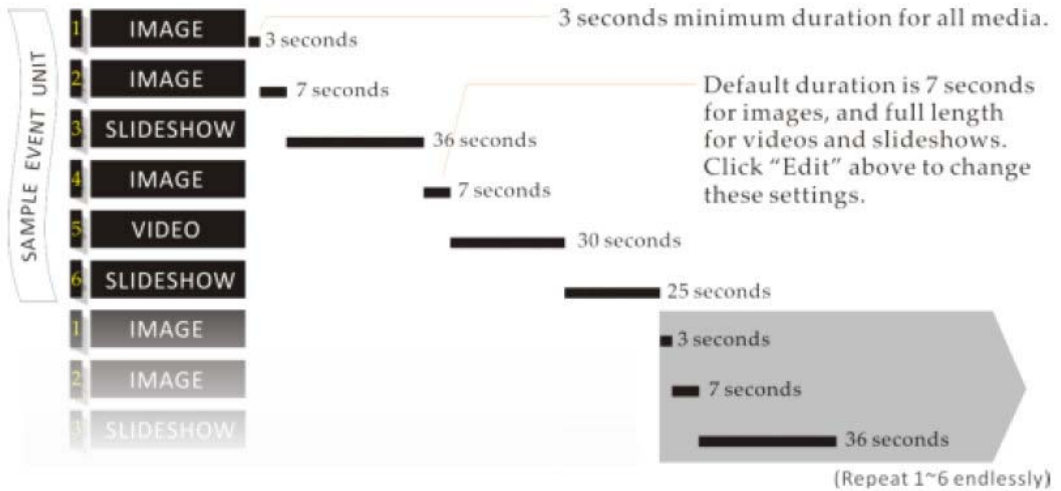 SAMPLE EVENT UNIT
1 IMAGE
3 seconds
3 seconds minimum duration for all media.
2 IMAGE
7 seconds
Default duration is 7 seconds
for images, and full length
for videos and slideshows.
Click “Edit” above to change
these settings.
3 SLIDESHOW
36 seconds
4 IMAGE
7 seconds
5 VIDEO
30 seconds
6 SLIDESHOW
25 seconds
1 IMAGE
3 seconds
2 IMAGE
7 seconds
3 SLIDESHOW
36 seconds
(Repeat 1~6 endlessly)